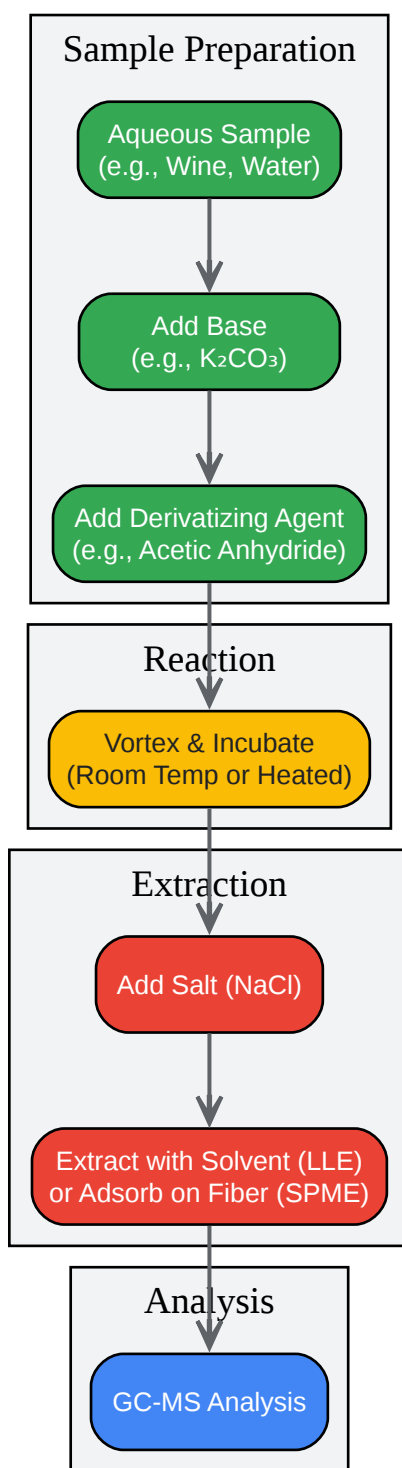 Sample Preparation
Aqueous Sample
(e.g., Wine, Water)
Add Base
(e.g., K₂CO₃)
Add Derivatizing Agent
(e.g., Acetic Anhydride)
Reaction
Vortex & Incubate
(Room Temp or Heated)
Extraction
Add Salt (NaCl)
Extract with Solvent (LLE)
or Adsorb on Fiber (SPME)
Analysis
GC-MS Analysis